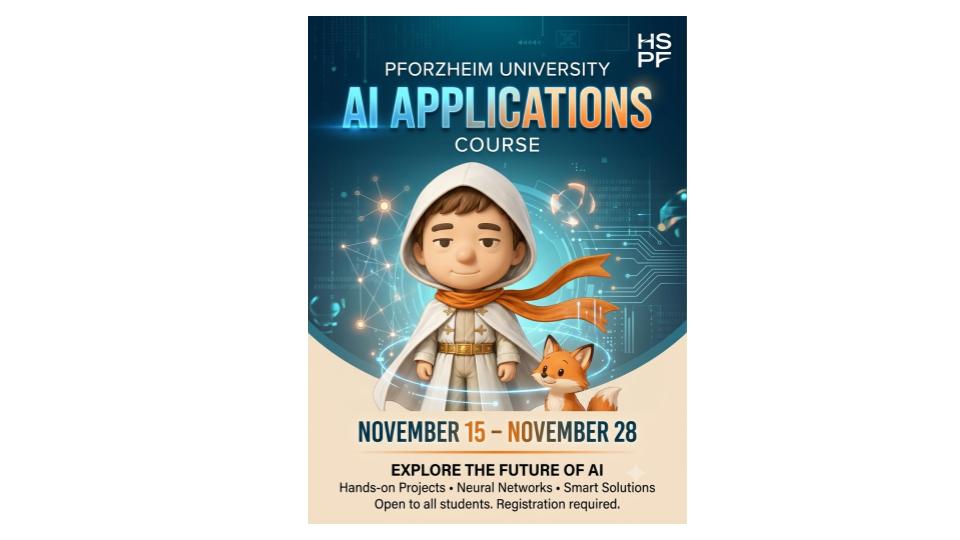 HS
PF
PFORZHEIM UNIVERSITY
AI APPLICATIONS
COURSE
NOVEMBER 15 – NOVEMBER 28
EXPLORE THE FUTURE OF AI
Hands-on Projects • Neural Networks • Smart Solutions
Open to all students. Registration required.